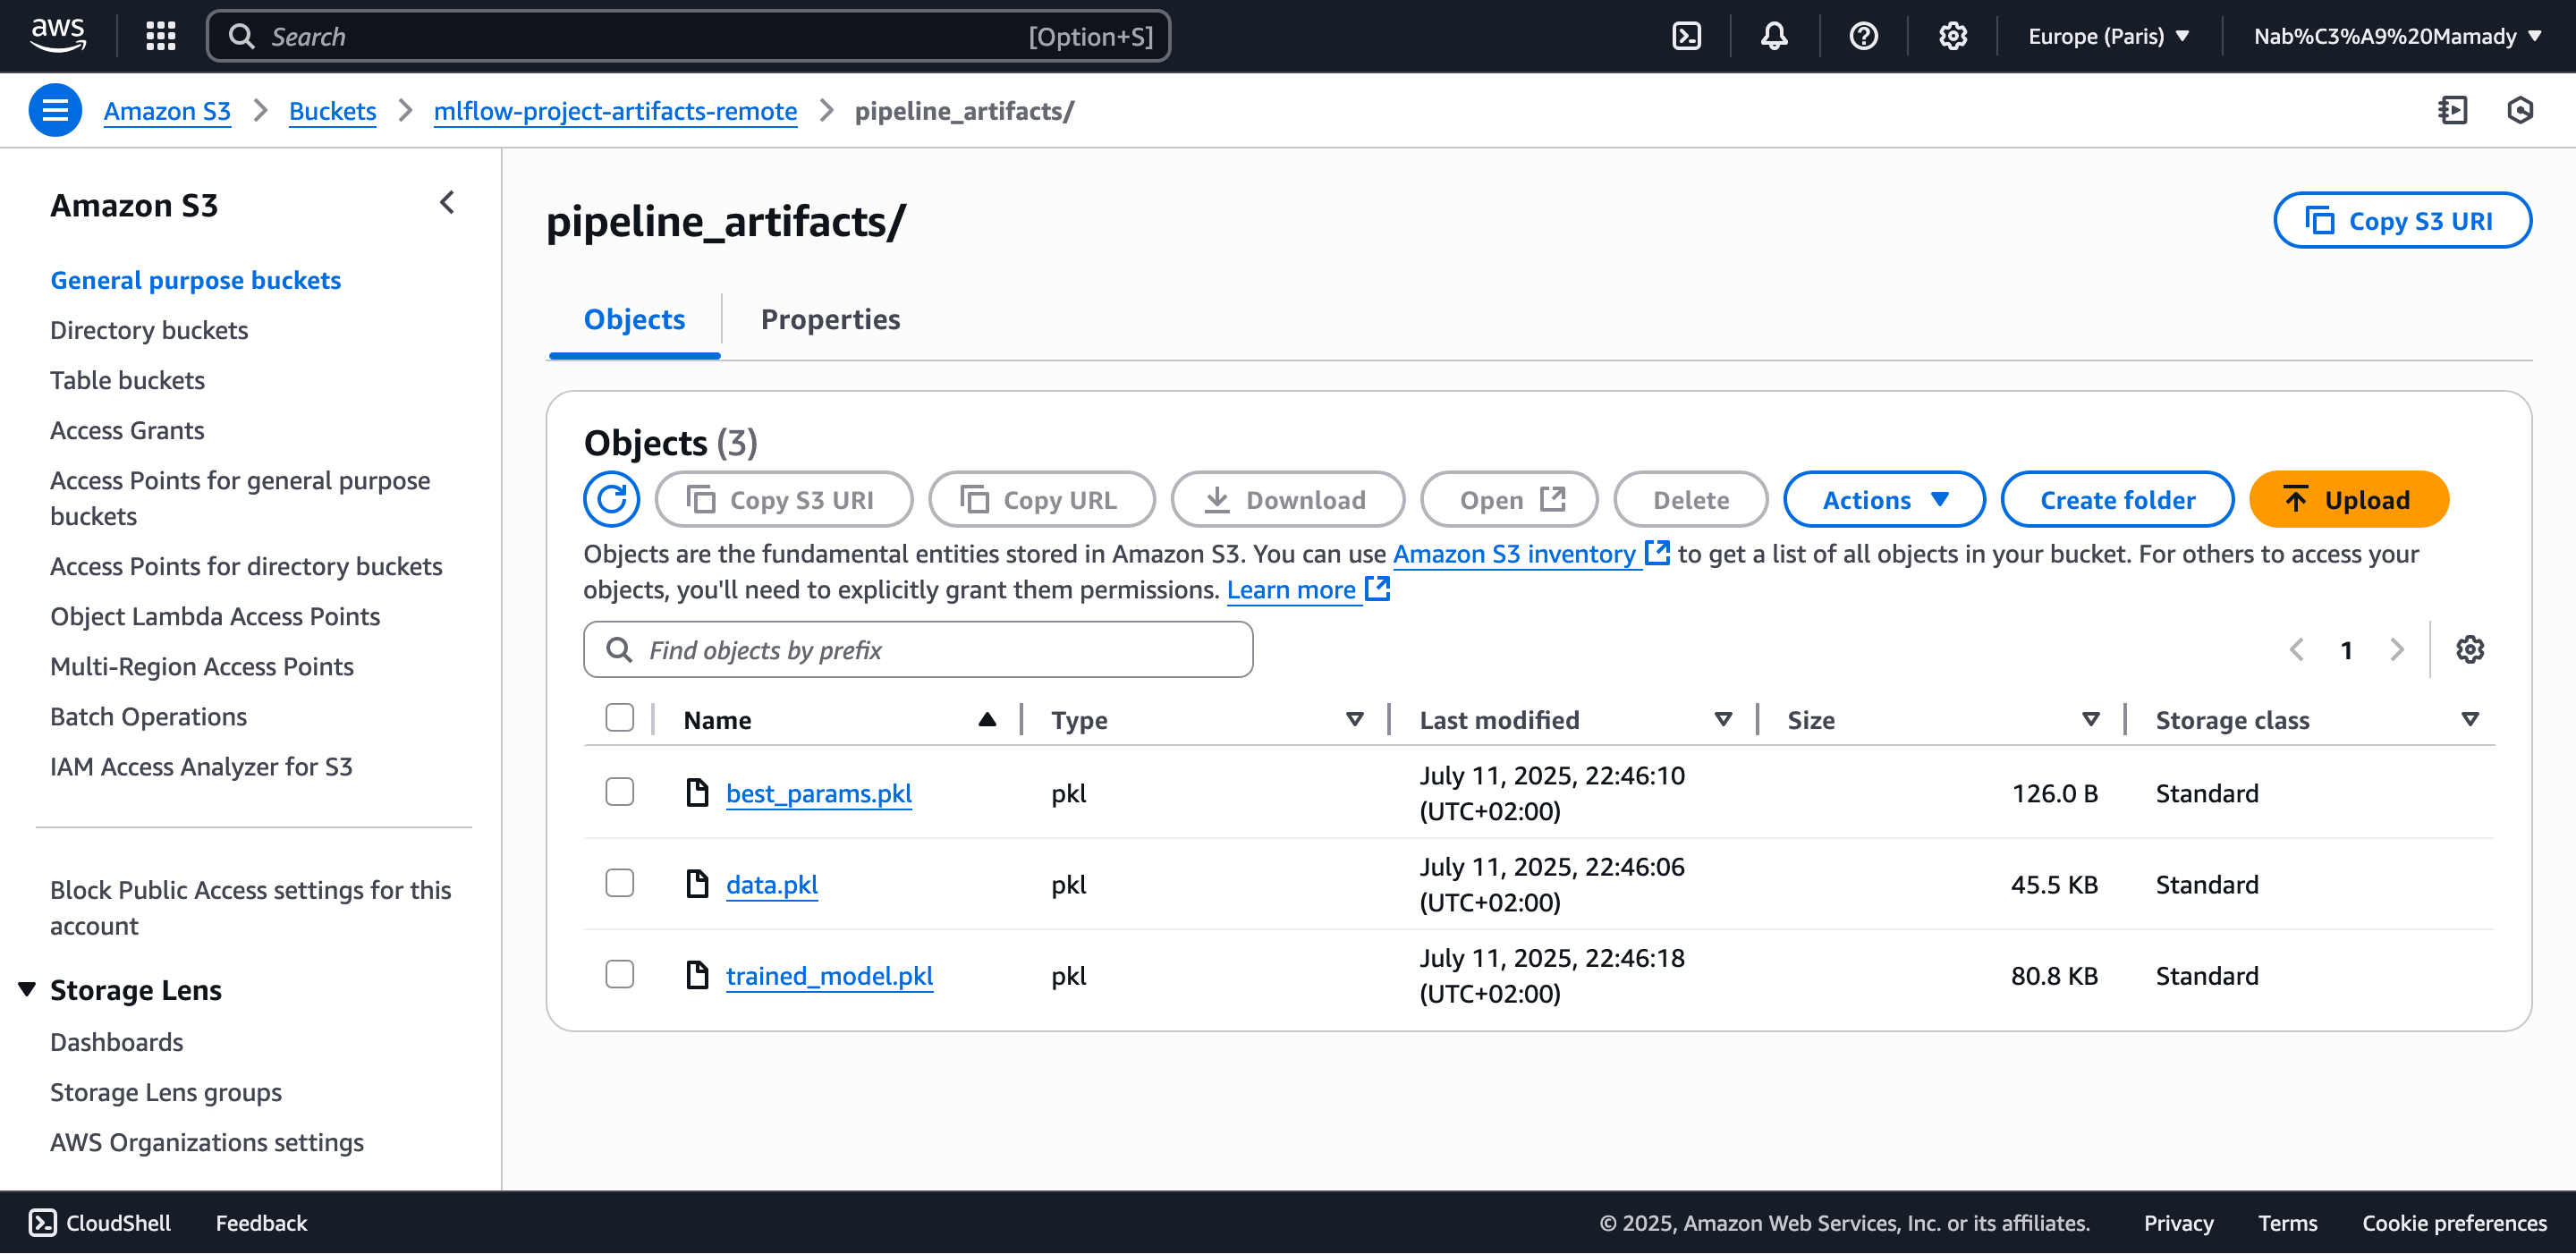 aws
Search [Option+S]
Europe (Paris)
Nab%C3%A9%20Mamady
Amazon S3
Buckets
mlflow-project-artifacts-remote
pipeline_artifacts/
Amazon S3
General purpose buckets
Directory buckets
Table buckets
Access Grants
Access Points for general purpose
buckets
Access Points for directory buckets
Object Lambda Access Points
Multi-Region Access Points
Batch Operations
IAM Access Analyzer for S3
Block Public Access settings for this
account
Storage Lens
Dashboards
Storage Lens groups
AWS Organizations settings
pipeline_artifacts/
Copy S3 URI
Objects
Properties
Objects (3)
Copy S3 URI
Copy URL
Download
Open
Delete
Actions
Create folder
Upload
Objects are the fundamental entities stored in Amazon S3. You can use Amazon S3 inventory to get a list of all objects in your bucket. For others to access your
objects, you'll need to explicitly grant them permissions. Learn more
Find objects by prefix
1
Name Type Last modified Size Storage class
best_params.pkl pkl July 11, 2025, 22:46:10 126.0 B Standard
(UTC+02:00)
data.pkl pkl July 11, 2025, 22:46:06 45.5 KB Standard
(UTC+02:00)
trained_model.pkl pkl July 11, 2025, 22:46:18 80.8 KB Standard
(UTC+02:00)
CloudShell
Feedback
© 2025, Amazon Web Services, Inc. or its affiliates.
Privacy
Terms
Cookie preferences